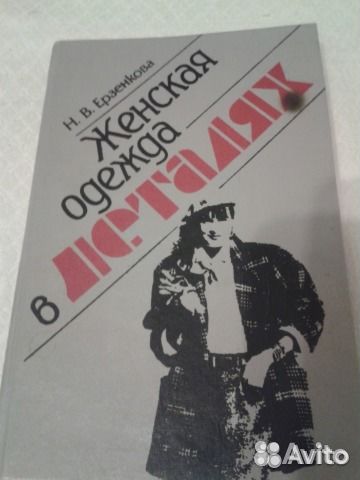 Н. В. Ерзенкова
Женская
одежда
в деталях
Avito